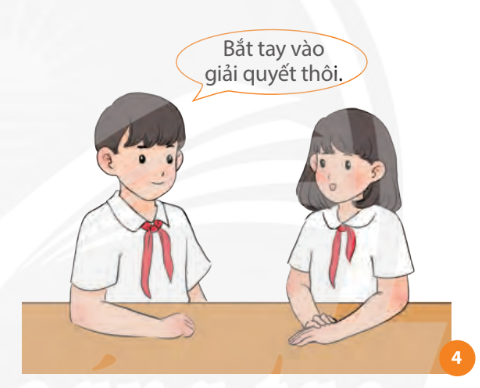 Bắt tay vào
giải quyết thôi.
4